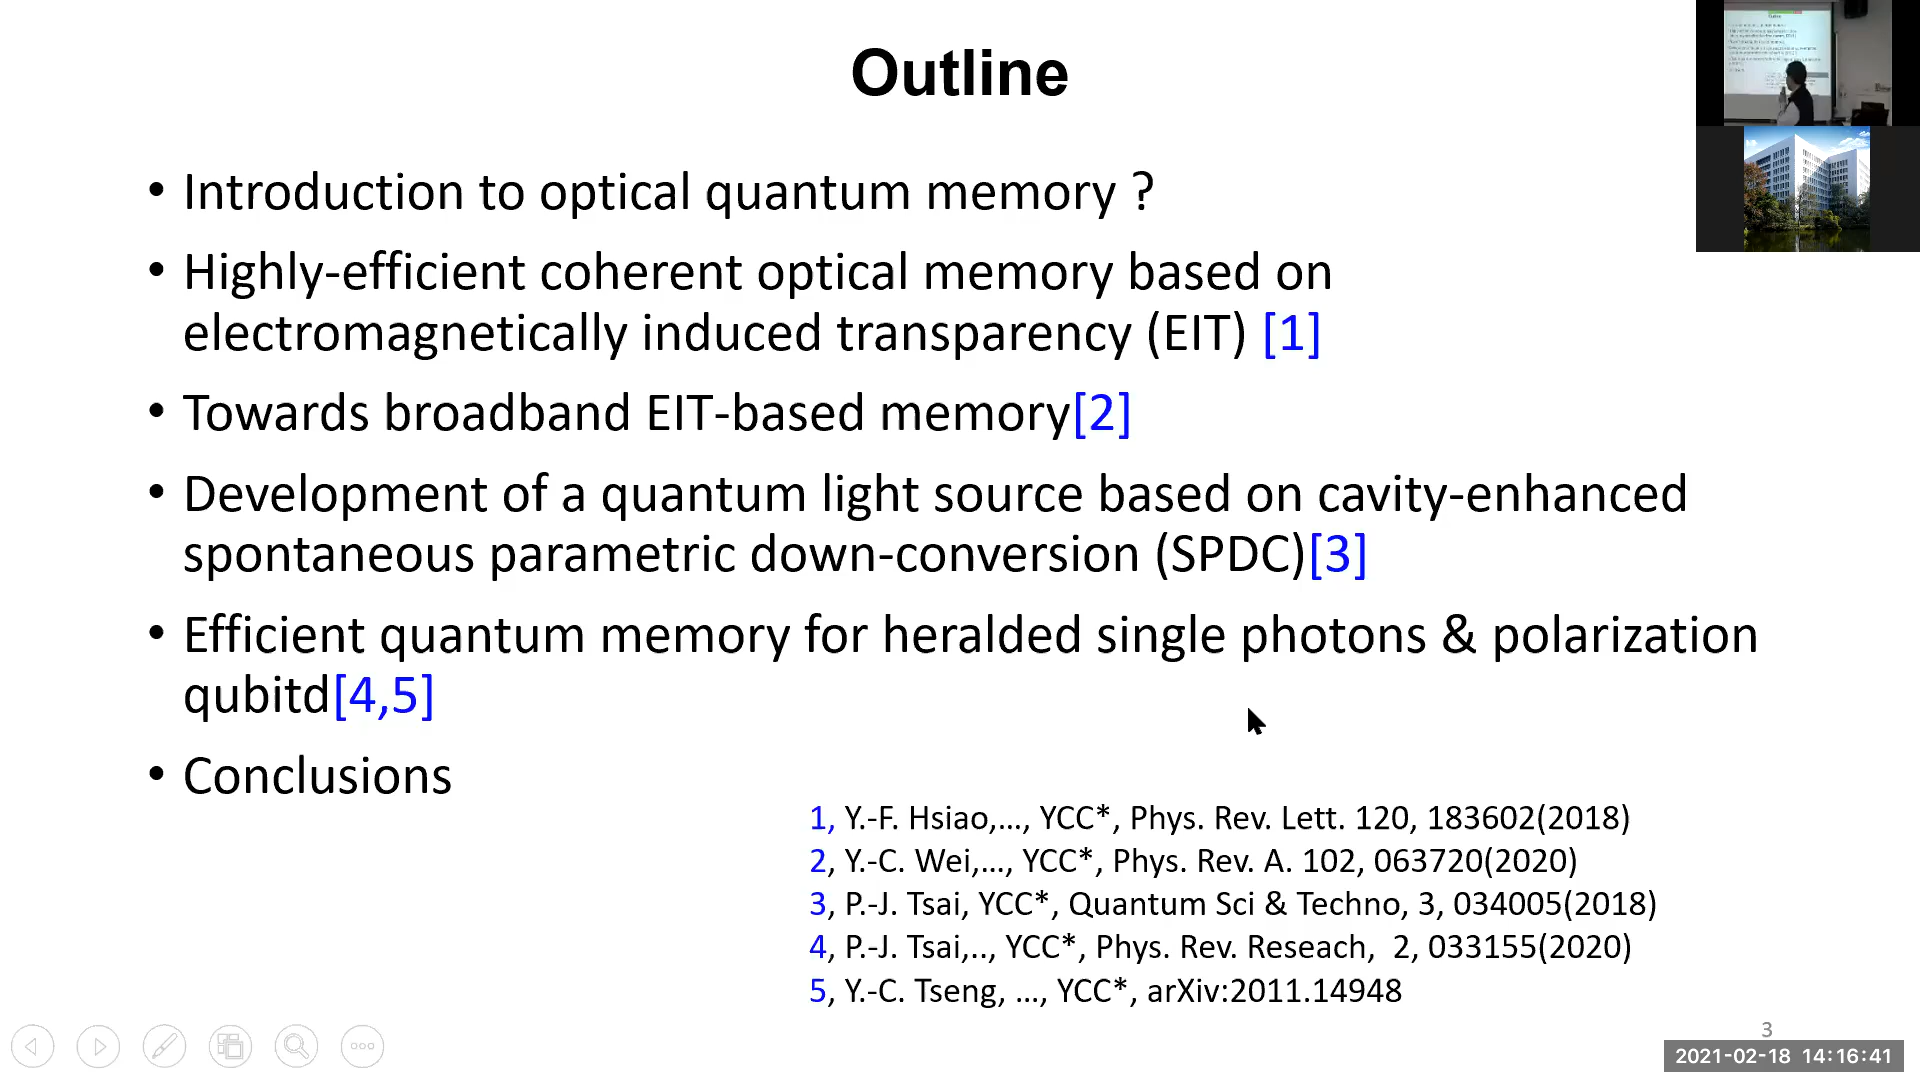 Outline
• Introduction to optical quantum memory ?
• Highly-efficient coherent optical memory based on
electromagnetically induced transparency (EIT) [1]
• Towards broadband EIT-based memory[2]
• Development of a quantum light source based on cavity-enhanced
spontaneous parametric down-conversion (SPDC)[3]
• Efficient quantum memory for heralded single photons & polarization
qubitd[4,5]
• Conclusions
1, Y.-F. Hsiao,..., YCC*, Phys. Rev. Lett. 120, 183602(2018)
2, Y.-C. Wei,..., YCC*, Phys. Rev. A. 102, 063720(2020)
3, P.-J. Tsai, YCC*, Quantum Sci & Techno, 3, 034005(2018)
4, P.-J. Tsai,.., YCC*, Phys. Rev. Reseach,  2, 033155(2020)
5, Y.-C. Tseng, ..., YCC*, arXiv:2011.14948
3
2021-02-18 14:16:41